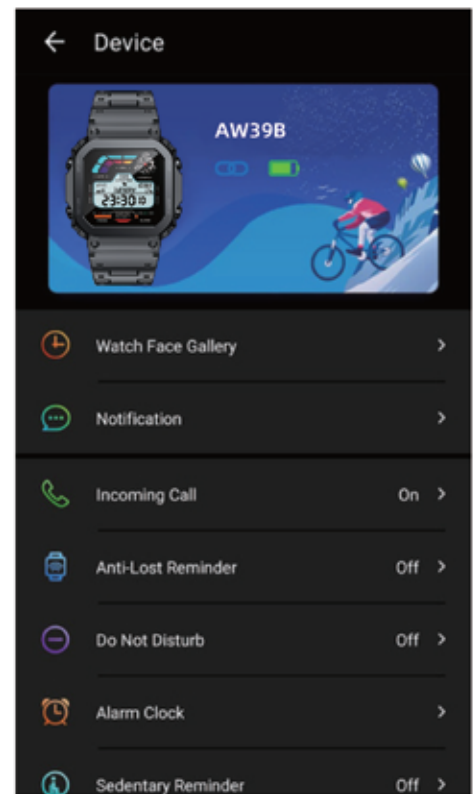 Device
AW39B
23:30
Watch Face Gallery
Notification
Incoming Call On
Anti-Lost Reminder Off
Do Not Disturb Off
Alarm Clock
Sedentary Reminder Off